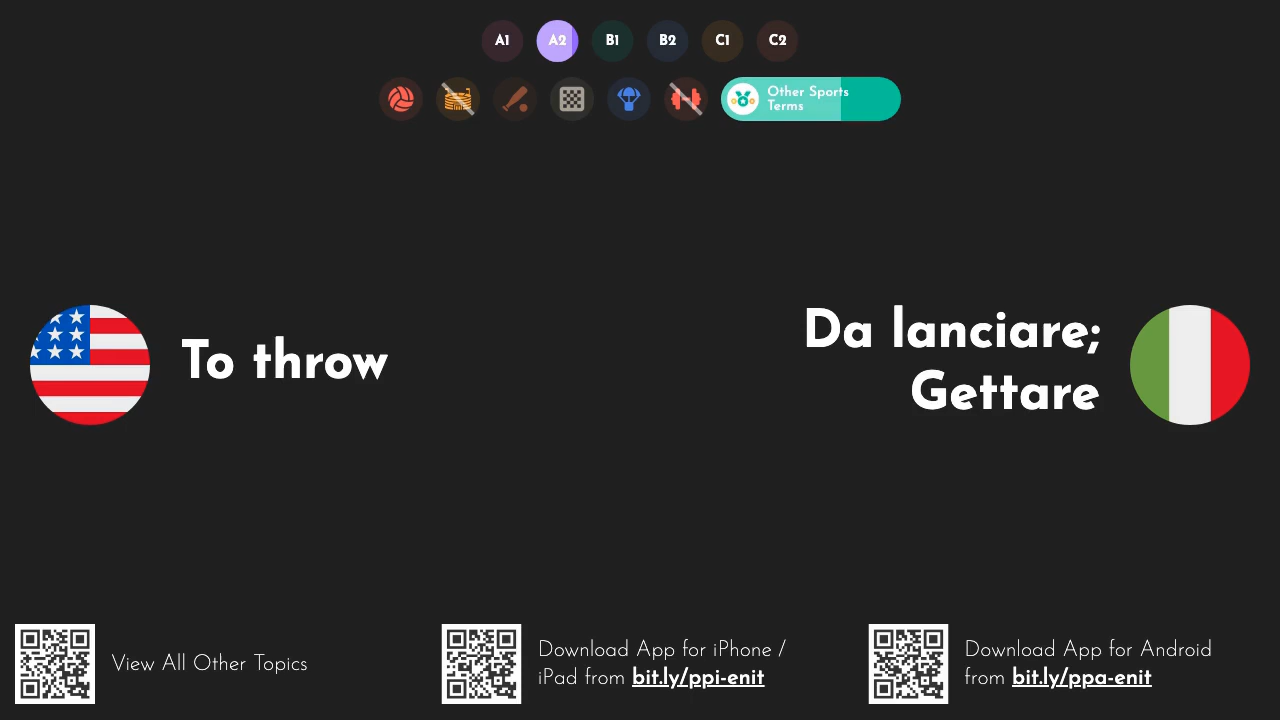 A1 A2 B1 B2 C1 C2
Other Sports
Terms
To throw
Da lanciare;
Gettare
View All Other Topics
Download App for iPhone /
iPad from bit.ly/ppi-enit
Download App for Android
from bit.ly/ppa-enit